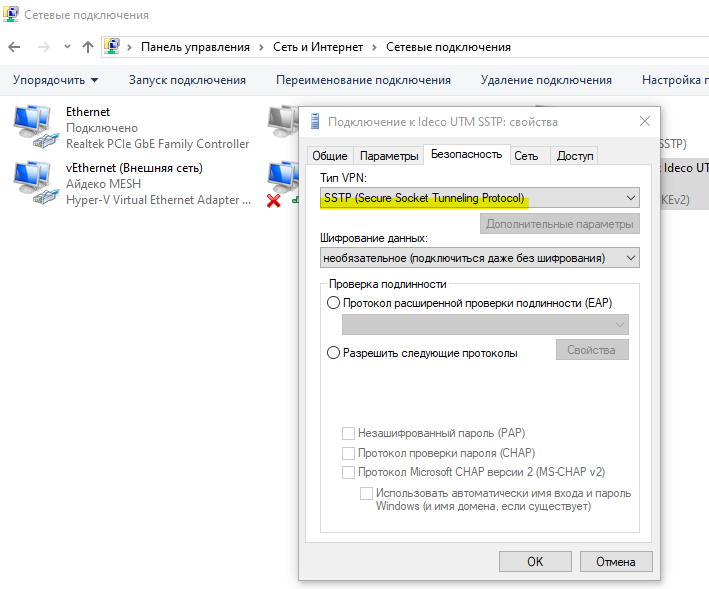 Сетевые подключения
Панель управления > Сеть и Интернет > Сетевые подключения
Упорядочить Запуск подключения Переименование подключения Удаление подключения Настройка
Ethernet
Подключено
Realtek PCIe GbE Family Controller
vEthernet (Внешняя сеть)
Айдеко MESH
Hyper-V Virtual Ethernet Adapter ...
SSTP)
Ideco UT
KEv2)
Подключение к Ideco UTM SSTP: свойства
Общие Параметры Безопасность Сеть Доступ
Тип VPN:
SSTP (Secure Socket Tunneling Protocol)
Дополнительные параметры
Шифрование данных:
необязательное (подключиться даже без шифрования)
Проверка подлинности
Протокол расширенной проверки подлинности (EAP)
Свойства
Разрешить следующие протоколы
Незашифрованный пароль (PAP)
Протокол проверки пароля (CHAP)
Протокол Microsoft CHAP версии 2 (MS-CHAP v2)
Использовать автоматически имя входа и пароль
Windows (и имя домена, если существует)
OK Отмена